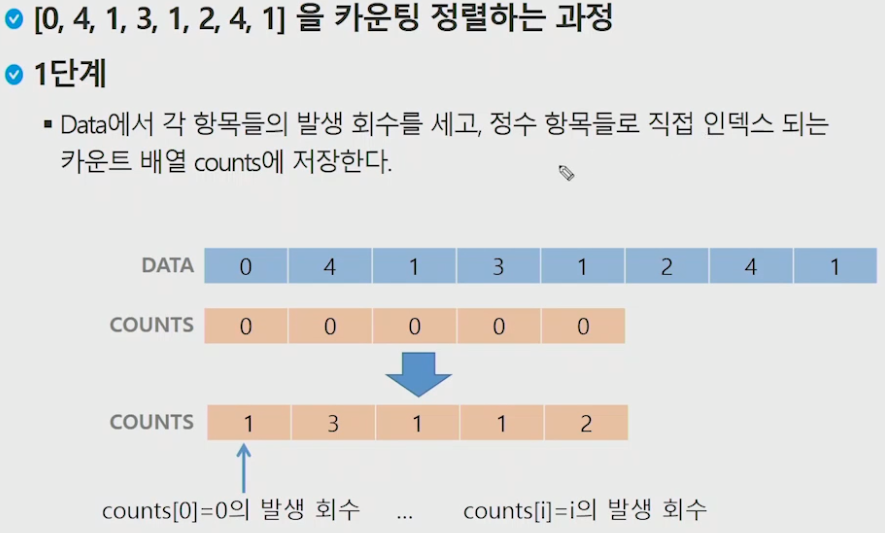 [0, 4, 1, 3, 1, 2, 4, 1] 을 카운팅 정렬하는 과정
1단계
Data에서 각 항목들의 발생 회수를 세고, 정수 항목들로 직접 인덱스 되는
카운트 배열 counts에 저장한다.
DATA 0 4 1 3 1 2 4 1
COUNTS 0 0 0 0 0
COUNTS 1 3 1 1 2
counts[0]=0의 발생 회수 ... counts[i]=i의 발생 회수